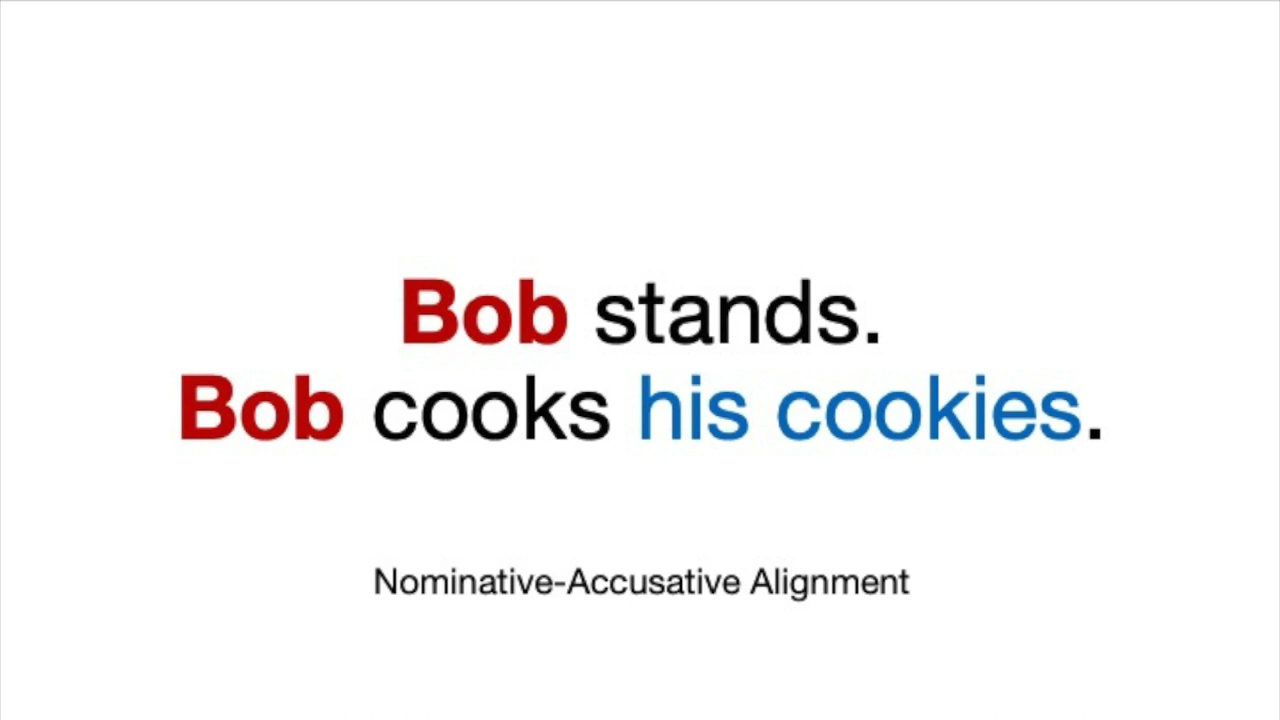 Bob stands.
Bob cooks his cookies.
Nominative-Accusative Alignment